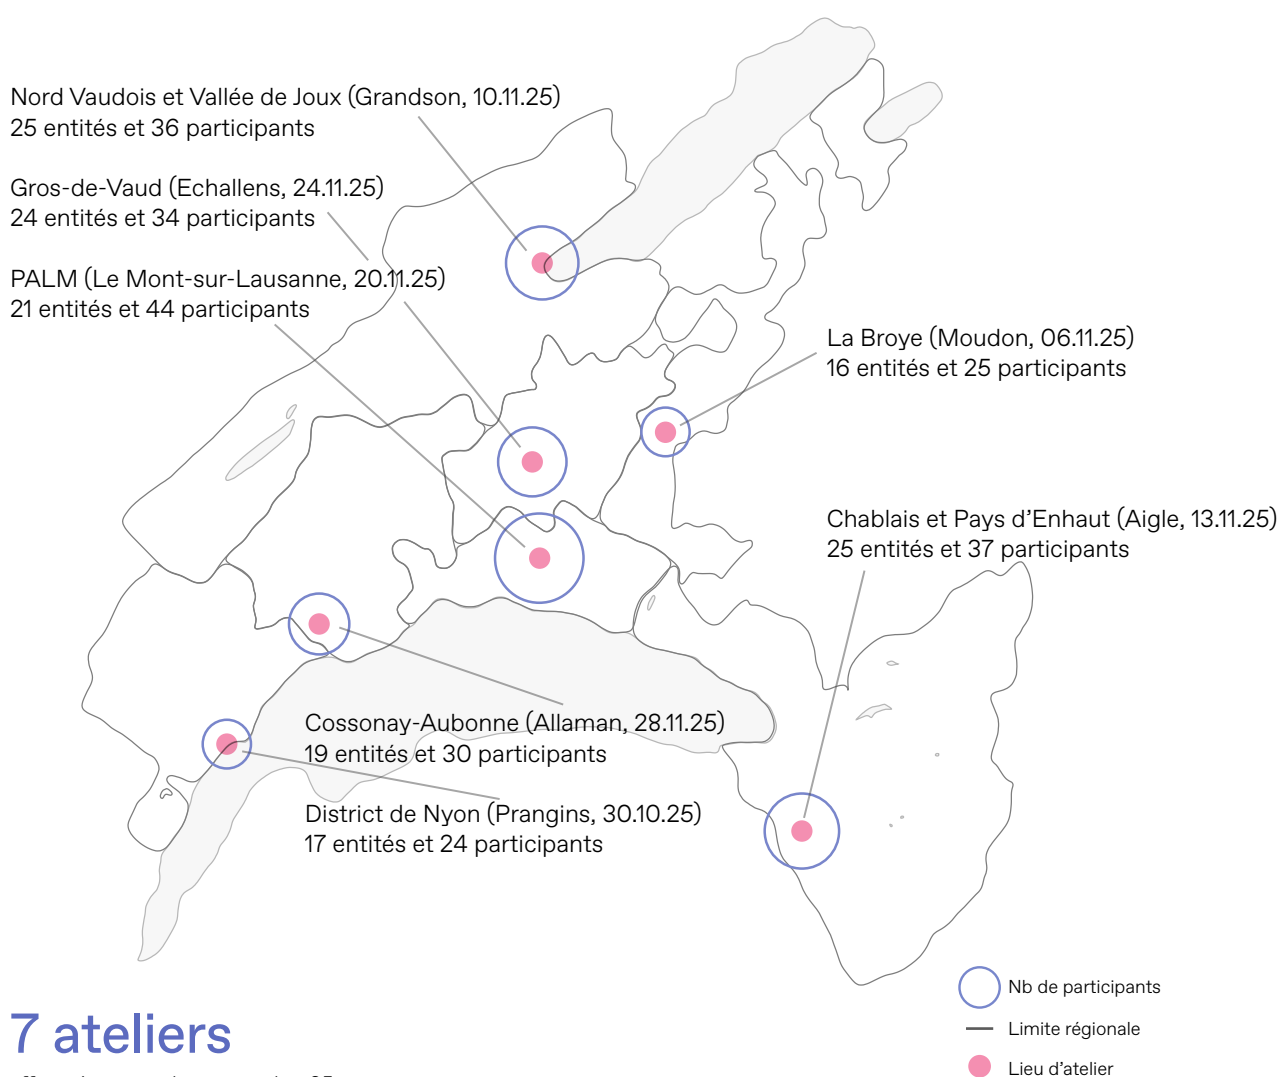 Nord Vaudois et Vallée de Joux (Grandson, 10.11.25)
25 entités et 36 participants
Gros-de-Vaud (Echallens, 24.11.25)
24 entités et 34 participants
PALM (Le Mont-sur-Lausanne, 20.11.25)
21 entités et 44 participants
La Broye (Moudon, 06.11.25)
16 entités et 25 participants
Chablais et Pays d’Enhaut (Aigle, 13.11.25)
25 entités et 37 participants
Cossonay-Aubonne (Allaman, 28.11.25)
19 entités et 30 participants
District de Nyon (Prangins, 30.10.25)
17 entités et 24 participants
Nb de participants
Limite régionale
Lieu d’atelier
7 ateliers